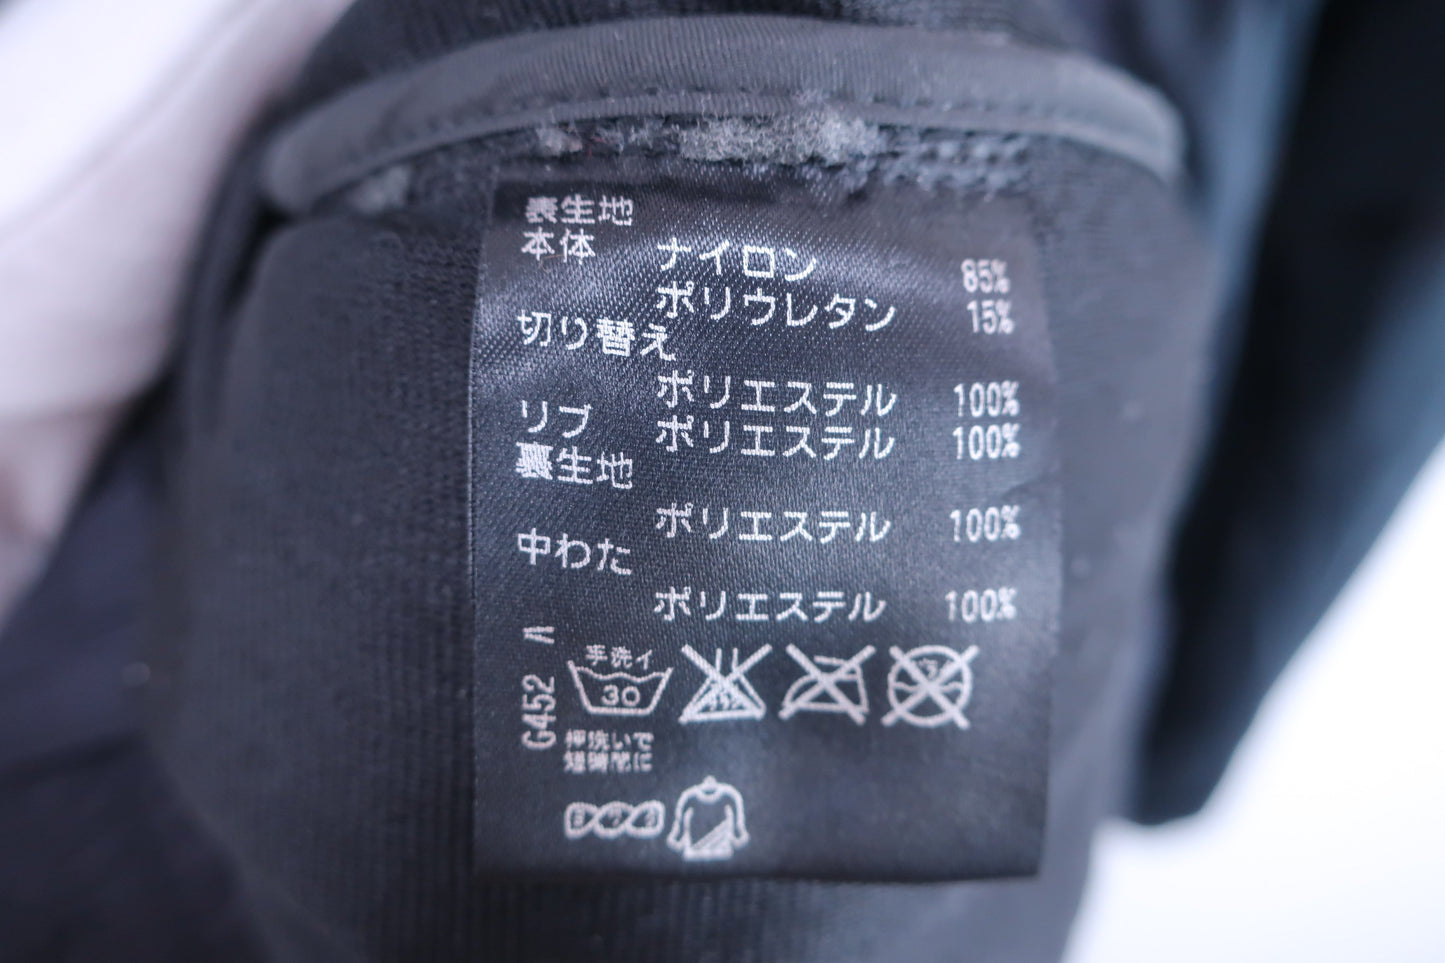 表生地
本体 ナイロン 85%
ポリウレタン 15%
切り替え
ポリエステル 100%
リブ ポリエステル 100%
裏生地
ポリエステル 100%
中わた
ポリエステル 100%
G452 ハ
手洗イ
30
押洗いで
短時間に